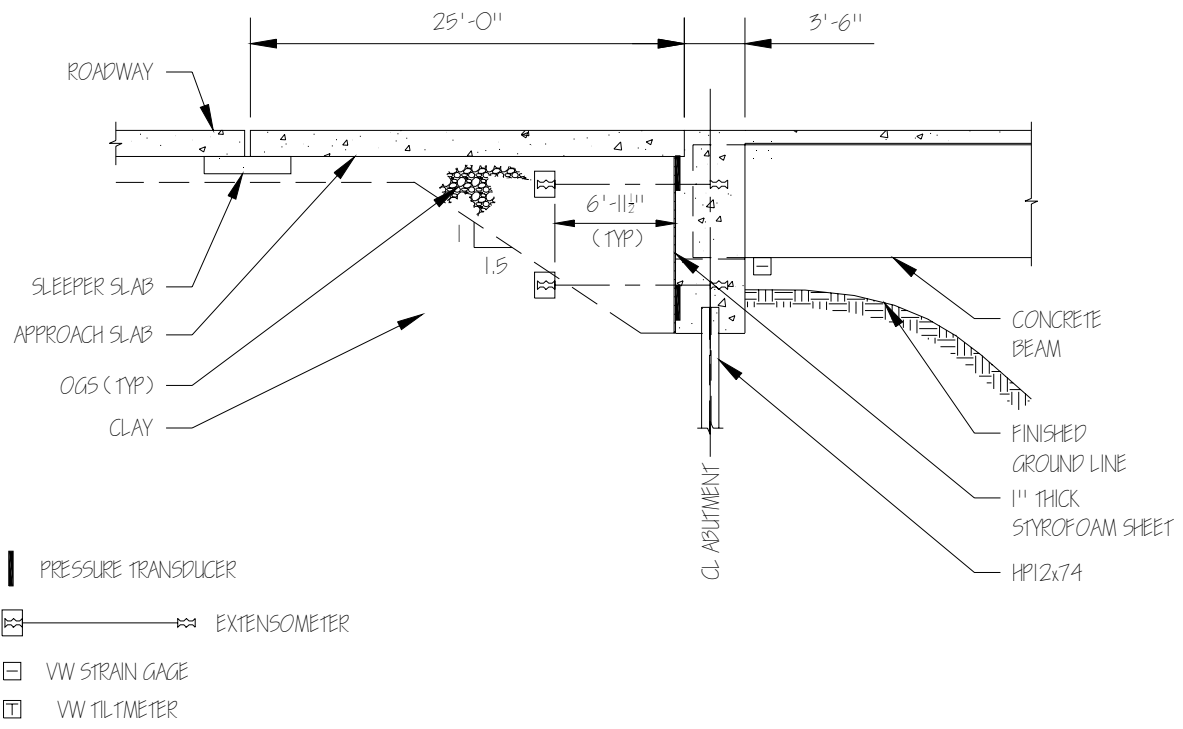 25'-0"
3'-6"
ROADWAY
6'-11½"
(TYP)
1
1.5
SLEEPER SLAB
APPROACH SLAB
OGS (TYP)
CLAY
CONCRETE
BEAM
FINISHED
GROUND LINE
1" THICK
STYROFOAM SHEET
HP12x74
CL ABUTMENT
PRESSURE TRANSDUCER
EXTENSOMETER
VW STRAIN GAGE
T VW TILTMETER